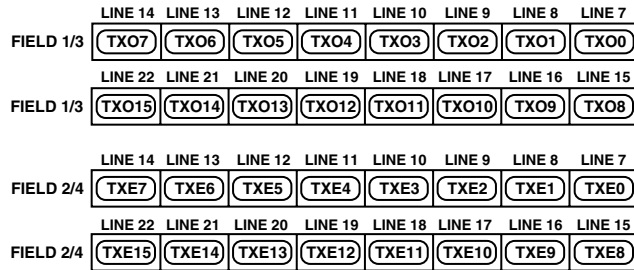 LINE 14 LINE 13 LINE 12 LINE 11 LINE 10 LINE 9 LINE 8 LINE 7
FIELD 1/3 TXO7 TXO6 TXO5 TXO4 TXO3 TXO2 TXO1 TXO0
LINE 22 LINE 21 LINE 20 LINE 19 LINE 18 LINE 17 LINE 16 LINE 15
FIELD 1/3 TXO15 TXO14 TXO13 TXO12 TXO11 TXO10 TXO9 TXO8
LINE 14 LINE 13 LINE 12 LINE 11 LINE 10 LINE 9 LINE 8 LINE 7
FIELD 2/4 TXE7 TXE6 TXE5 TXE4 TXE3 TXE2 TXE1 TXE0
LINE 22 LINE 21 LINE 20 LINE 19 LINE 18 LINE 17 LINE 16 LINE 15
FIELD 2/4 TXE15 TXE14 TXE13 TXE12 TXE11 TXE10 TXE9 TXE8